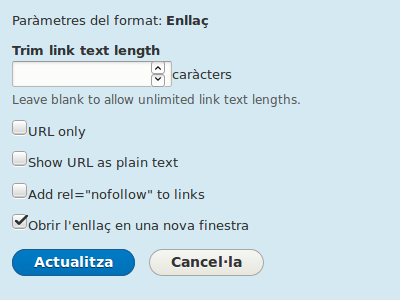 Paràmetres del format: Enllaç
Trim link text length
caràcters
Leave blank to allow unlimited link text lengths.
URL only
Show URL as plain text
Add rel="nofollow" to links
Obrir l'enllaç en una nova finestra
Actualitza Cancel·la